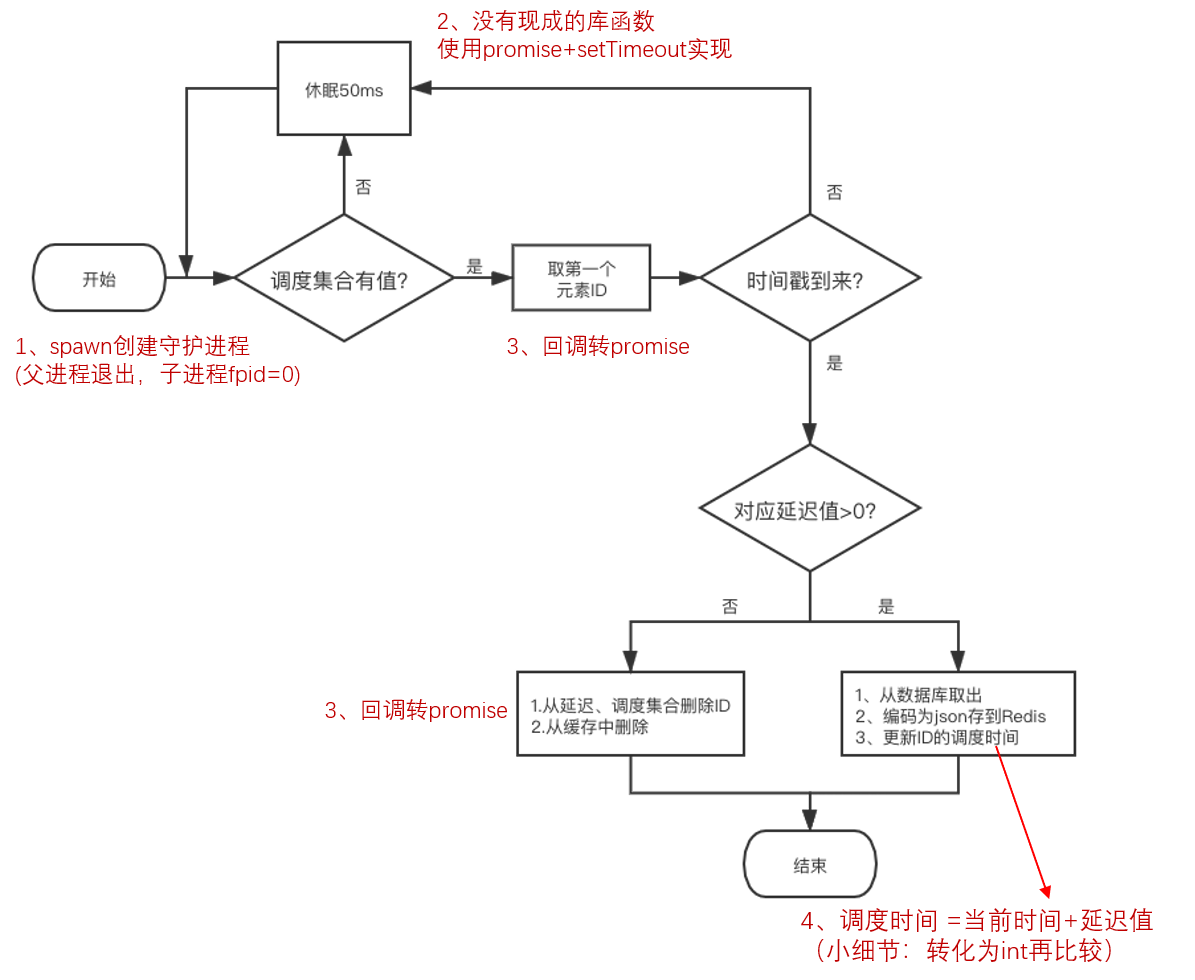 2、没有现成的库函数
使用promise+setTimeout实现
休眠50ms
否
否
开始
调度集合有值?
是
取第一个
元素ID
时间戳到来?
1、spawn创建守护进程
(父进程退出，子进程fpid=0)
3、回调转promise
是
对应延迟值>0?
否
是
3、回调转promise
1.从延迟、调度集合删除ID
2.从缓存中删除
1、从数据库取出
2、编码为json存到Redis
3、更新ID的调度时间
结束
4、调度时间 =当前时间+延迟值
（小细节：转化为int再比较）